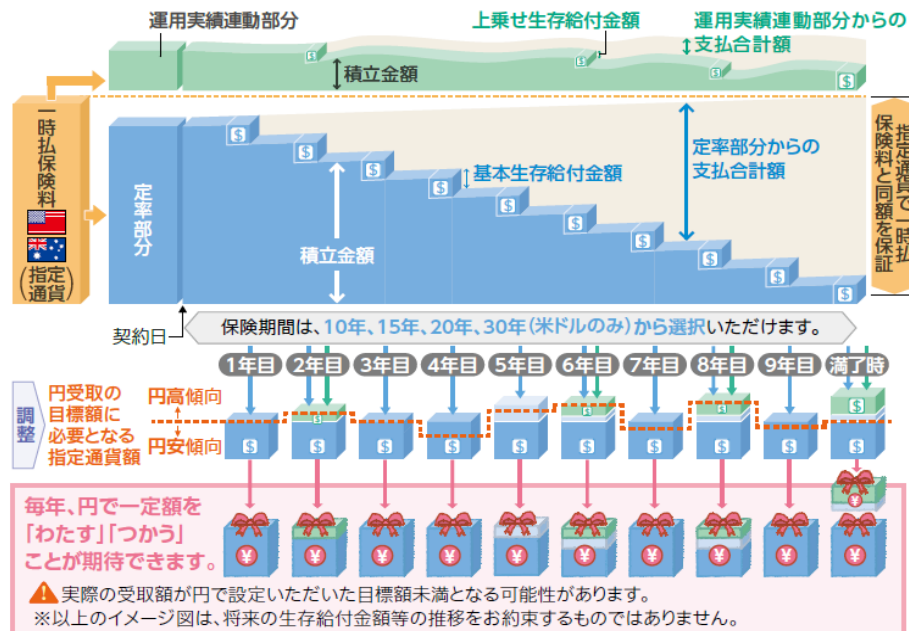 運用実績連動部分
上乗せ生存給付金額
運用実績連動部分からの
支払合計額
積立金額
一時払保険料
(指定通貨)
定率部分
基本生存給付金額
定率部分からの
支払合計額
積立金額
指定通貨で一時払
保険料と同額を保証
契約日
保険期間は、10年、15年、20年、30年(米ドルのみ)から選択いただけます。
1年目 2年目 3年目 4年目 5年目 6年目 7年目 8年目 9年目 満了時
調整
円受取の
目標額に
必要となる
指定通貨額
円高傾向
円安傾向
$ $ $ $ $ $ $ $ $ $
毎年、円で一定額を
「わたす」「つかう」
ことが期待できます。
¥ ¥ ¥ ¥ ¥ ¥ ¥ ¥ ¥ ¥
実際の受取額が円で設定いただいた目標額未満となる可能性があります。
※以上のイメージ図は、将来の生存給付金額等の推移をお約束するものではありません。